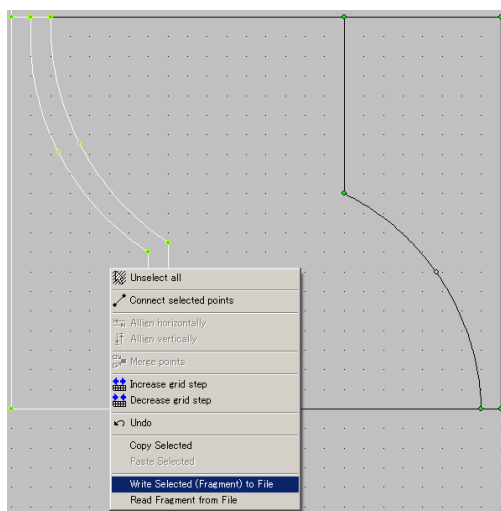 Unselect all
Connect selected points
Allign horizontally
Allign vertically
Merge points
Increase grid step
Decrease grid step
Undo
Copy Selected
Paste Selected
Write Selected (Fragment) to File
Read Fragment from File